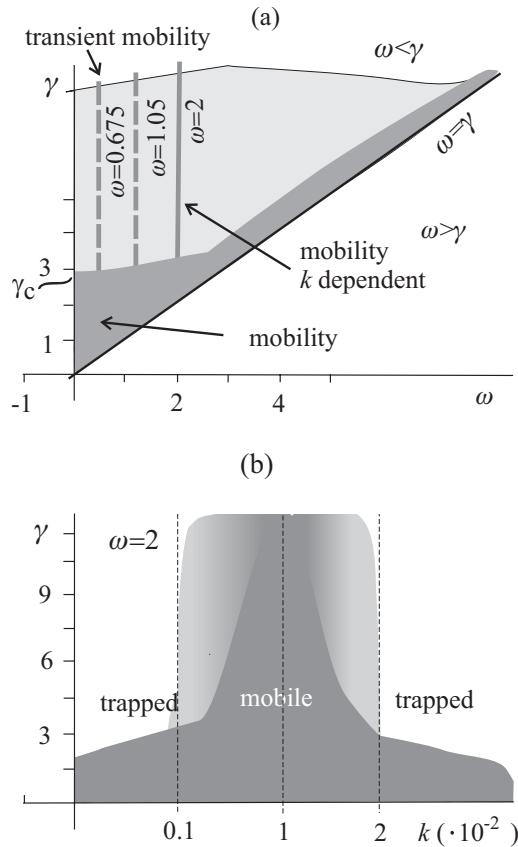 (a)
transient mobility
ω<γ
γ
ω=0.675
ω=1.05
ω=2
ω=γ
ω>γ
3
γc
mobility
k dependent
1
mobility
-1
2
4
ω
(b)
γ
ω=2
9
6
trapped
mobile
trapped
3
0.1
1
2
k (·10⁻²)